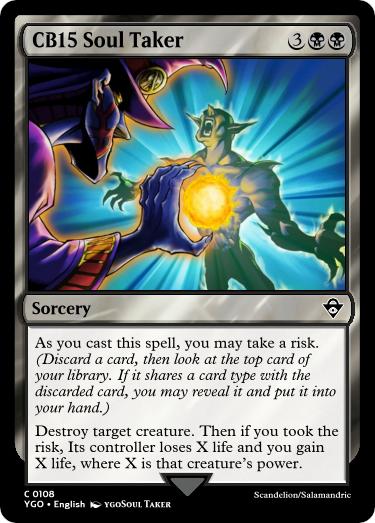 CB15 Soul Taker 3
Sorcery
As you cast this spell, you may take a risk.
(Discard a card, then look at the top card of
your library. If it shares a card type with the
discarded card, you may reveal it and put it into
your hand.)
Destroy target creature. Then if you took the
risk, Its controller loses X life and you gain
X life, where X is that creature's power.
C 0108
YGO • English ygoSoul Taker
Scandelion/Salamandric